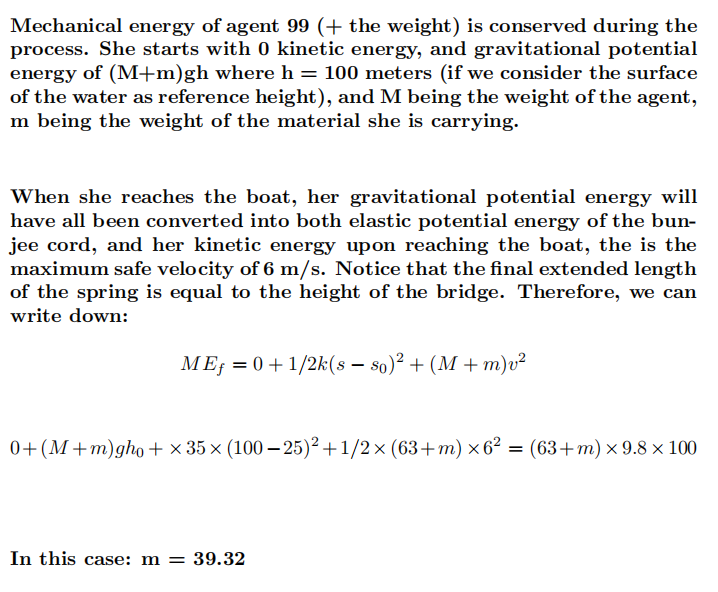 Mechanical energy of agent 99 (+ the weight) is conserved during the
process. She starts with 0 kinetic energy, and gravitational potential
energy of (M+m)gh where h = 100 meters (if we consider the surface
of the water as reference height), and M being the weight of the agent,
m being the weight of the material she is carrying.
When she reaches the boat, her gravitational potential energy will
have all been converted into both elastic potential energy of the bun-
jee cord, and her kinetic energy upon reaching the boat, the is the
maximum safe velocity of 6 m/s. Notice that the final extended length
of the spring is equal to the height of the bridge. Therefore, we can
write down:
ME_f = 0 + 1/2k(s − s_0)^2 + (M + m)v^2
0+(M+m)gh_0 + ×35×(100−25)^2+1/2×(63+m)×6^2 = (63+m)×9.8×100
In this case: m = 39.32